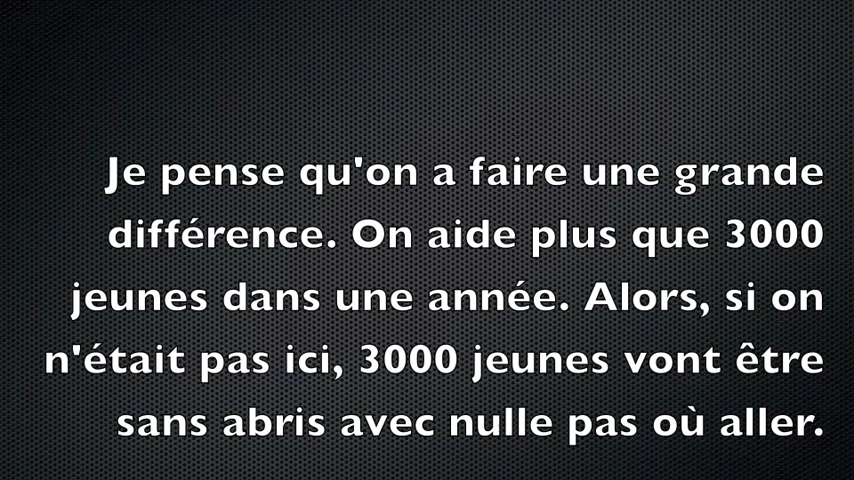 Je pense qu'on a faire une grande
différence. On aide plus que 3000
jeunes dans une année. Alors, si on
n'était pas ici, 3000 jeunes vont être
sans abris avec nulle pas où aller.